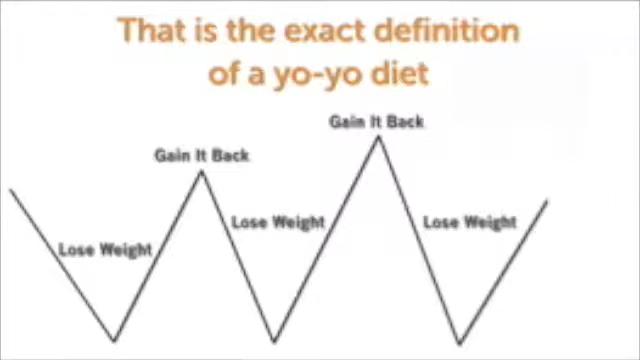 That is the exact definition
of a yo-yo diet
Gain It Back
Gain It Back
Lose Weight
Lose Weight
Lose Weight